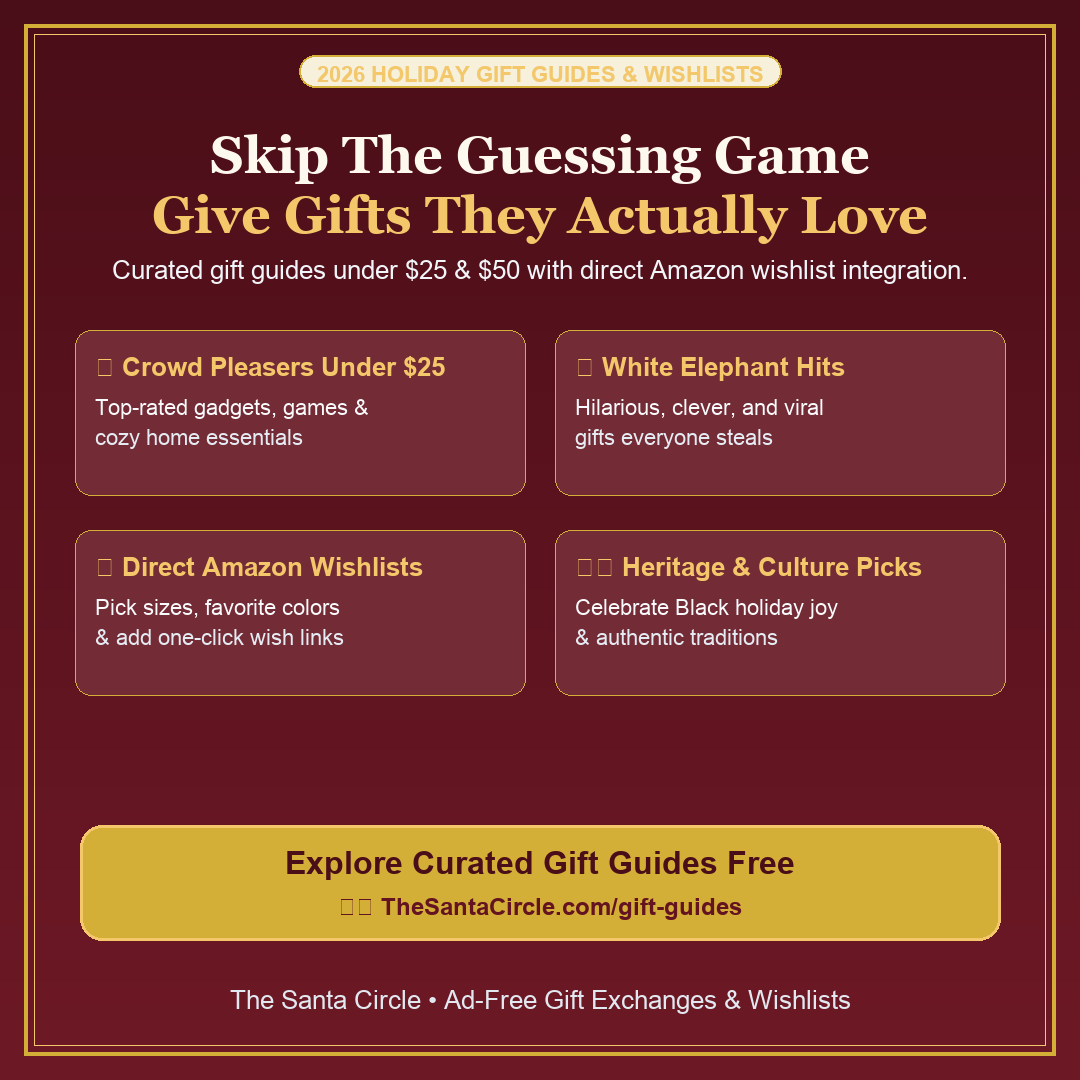 2026 HOLIDAY GIFT GUIDES & WISHLISTS
Skip The Guessing Game
Give Gifts They Actually Love
Curated gift guides under $25 & $50 with direct Amazon wishlist integration.
Crowd Pleasers Under $25
Top-rated gadgets, games &
cozy home essentials
White Elephant Hits
Hilarious, clever, and viral
gifts everyone steals
Direct Amazon Wishlists
Pick sizes, favorite colors
& add one-click wish links
Heritage & Culture Picks
Celebrate Black holiday joy
& authentic traditions
Explore Curated Gift Guides Free
TheSantaCircle.com/gift-guides
The Santa Circle • Ad-Free Gift Exchanges & Wishlists